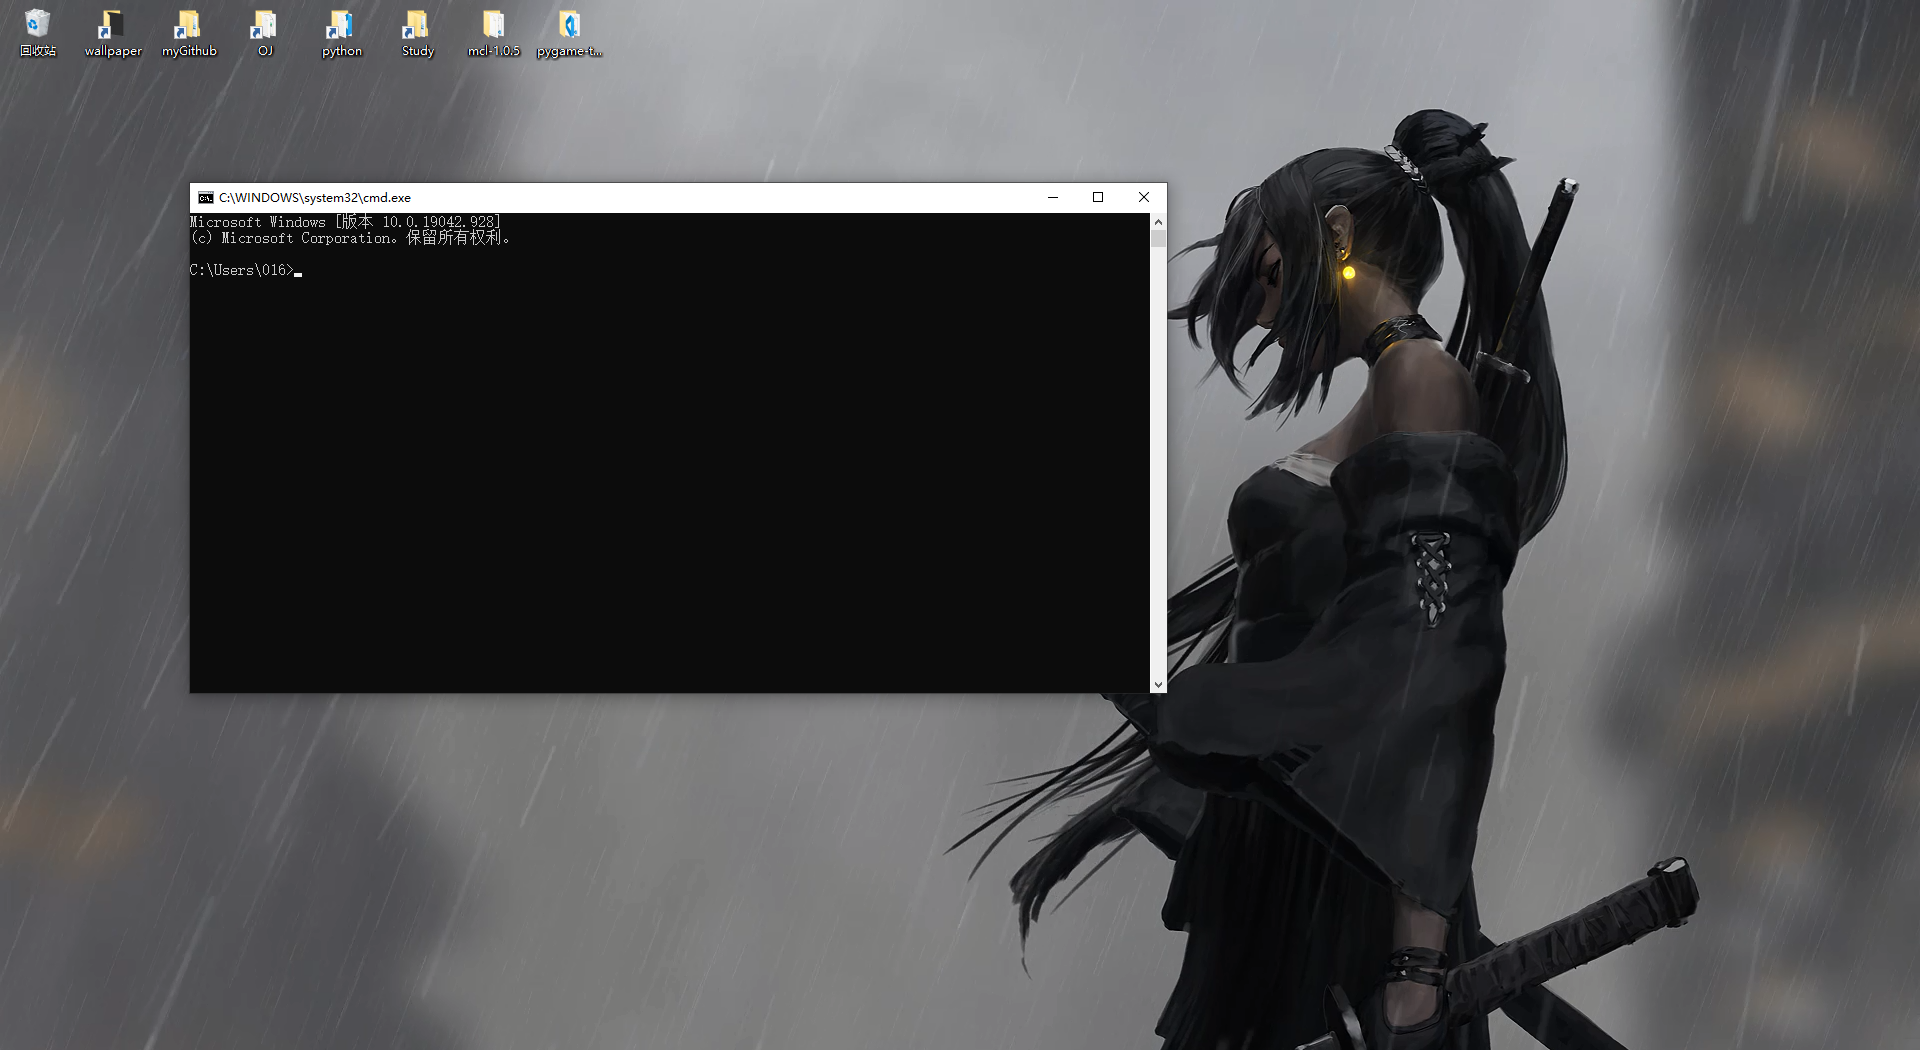 回收站
wallpaper
myGithub
OJ
python
Study
mcl-1.0.5
pygame-t...
C:\WINDOWS\system32\cmd.exe
Microsoft Windows [版本 10.0.19042.928]
(c) Microsoft Corporation。保留所有权利。
C:\Users\016>